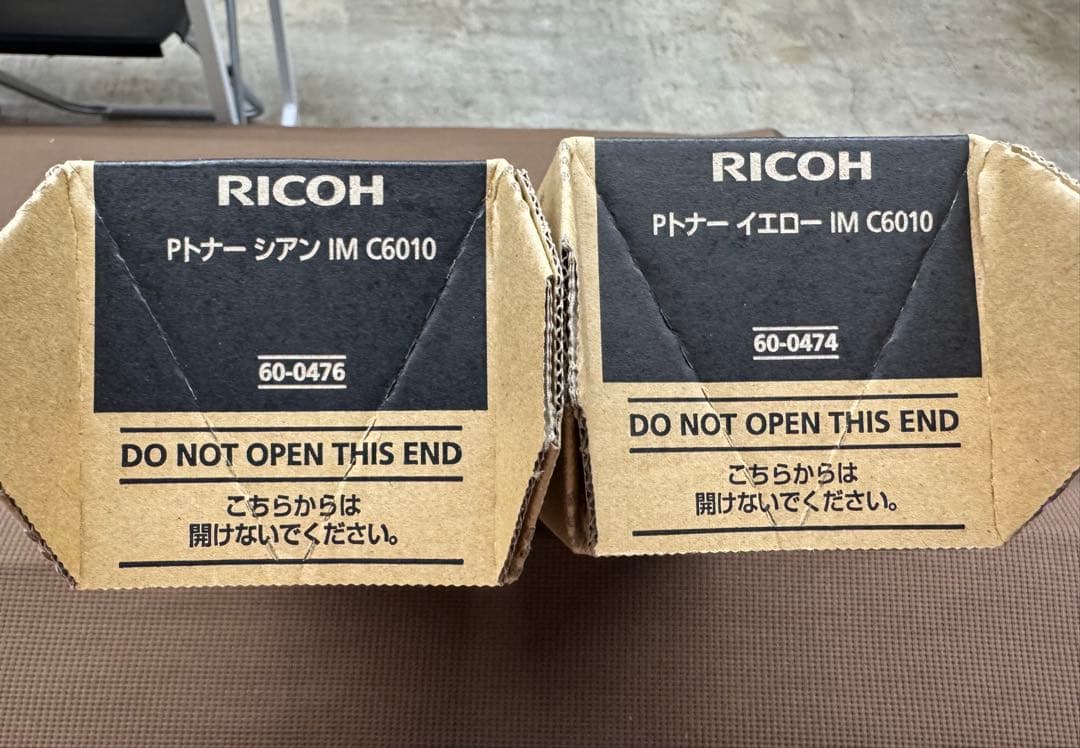 RICOH
Pトナー シアン IM C6010
60-0476
DO NOT OPEN THIS END
こちらからは
開けないでください。
RICOH
Pトナー イエロー IM C6010
60-0474
DO NOT OPEN THIS END
こちらからは
開けないでください。